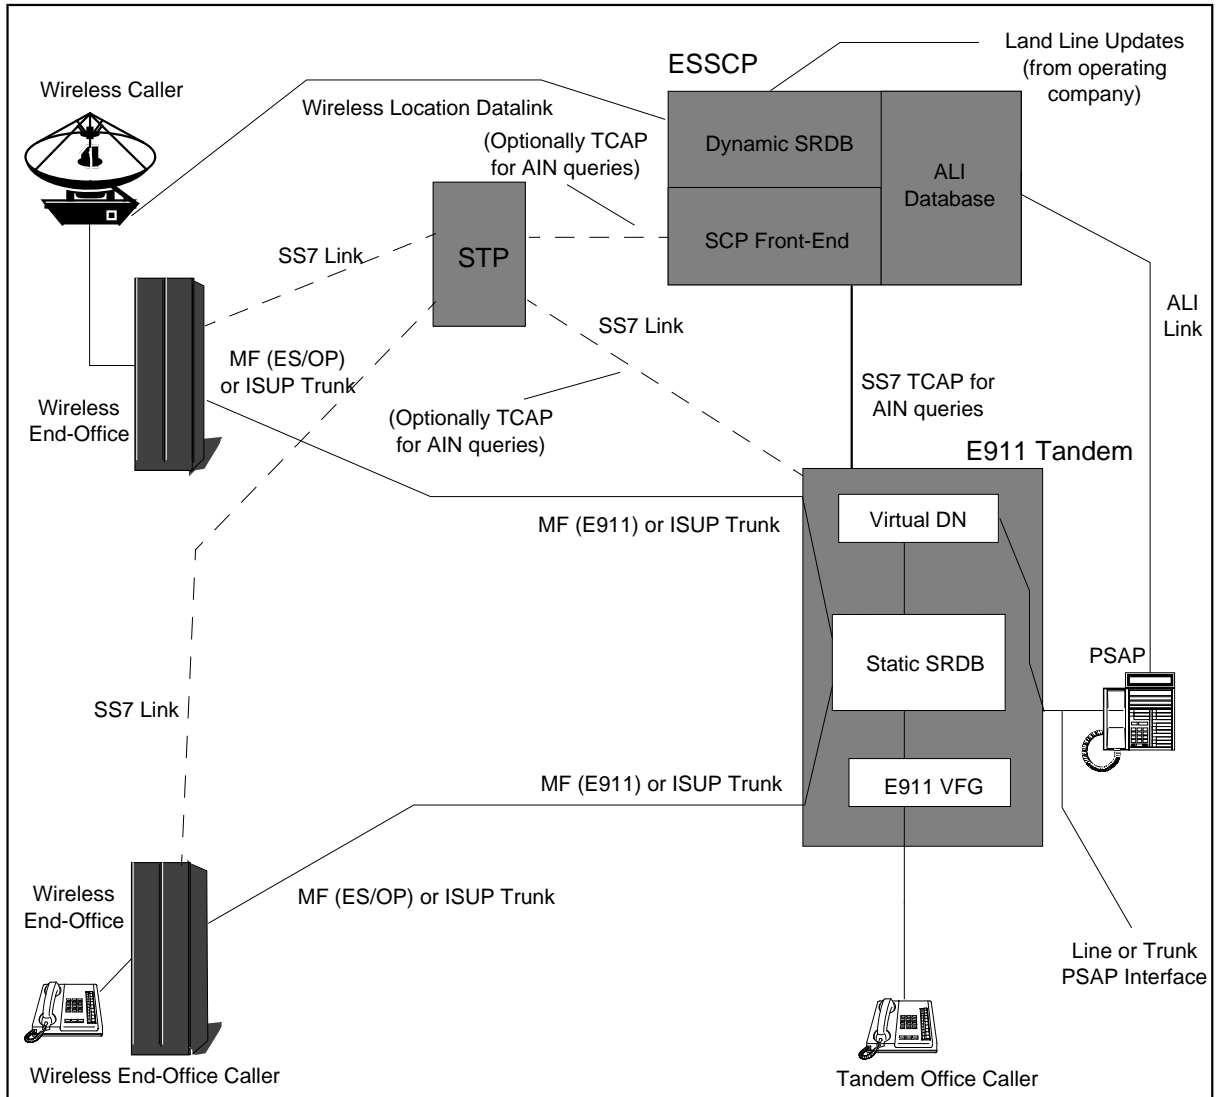 Land Line Updates
(from operating
company)
ESSCP
Wireless Caller
Wireless Location Datalink
(Optionally TCAP
for AIN queries)
Dynamic SRDB
ALI
Database
SCP Front-End
STP
SS7 Link
SS7 Link
ALI
Link
MF (ES/OP)
or ISUP Trunk
SS7 TCAP for
AIN queries
Wireless
End-Office
(Optionally TCAP
for AIN queries)
E911 Tandem
Virtual DN
MF (E911) or ISUP Trunk
Static SRDB
PSAP
SS7 Link
MF (E911) or ISUP Trunk
E911 VFG
Wireless
End-Office
MF (ES/OP) or ISUP Trunk
Line or Trunk
PSAP Interface
Wireless End-Office Caller
Tandem Office Caller